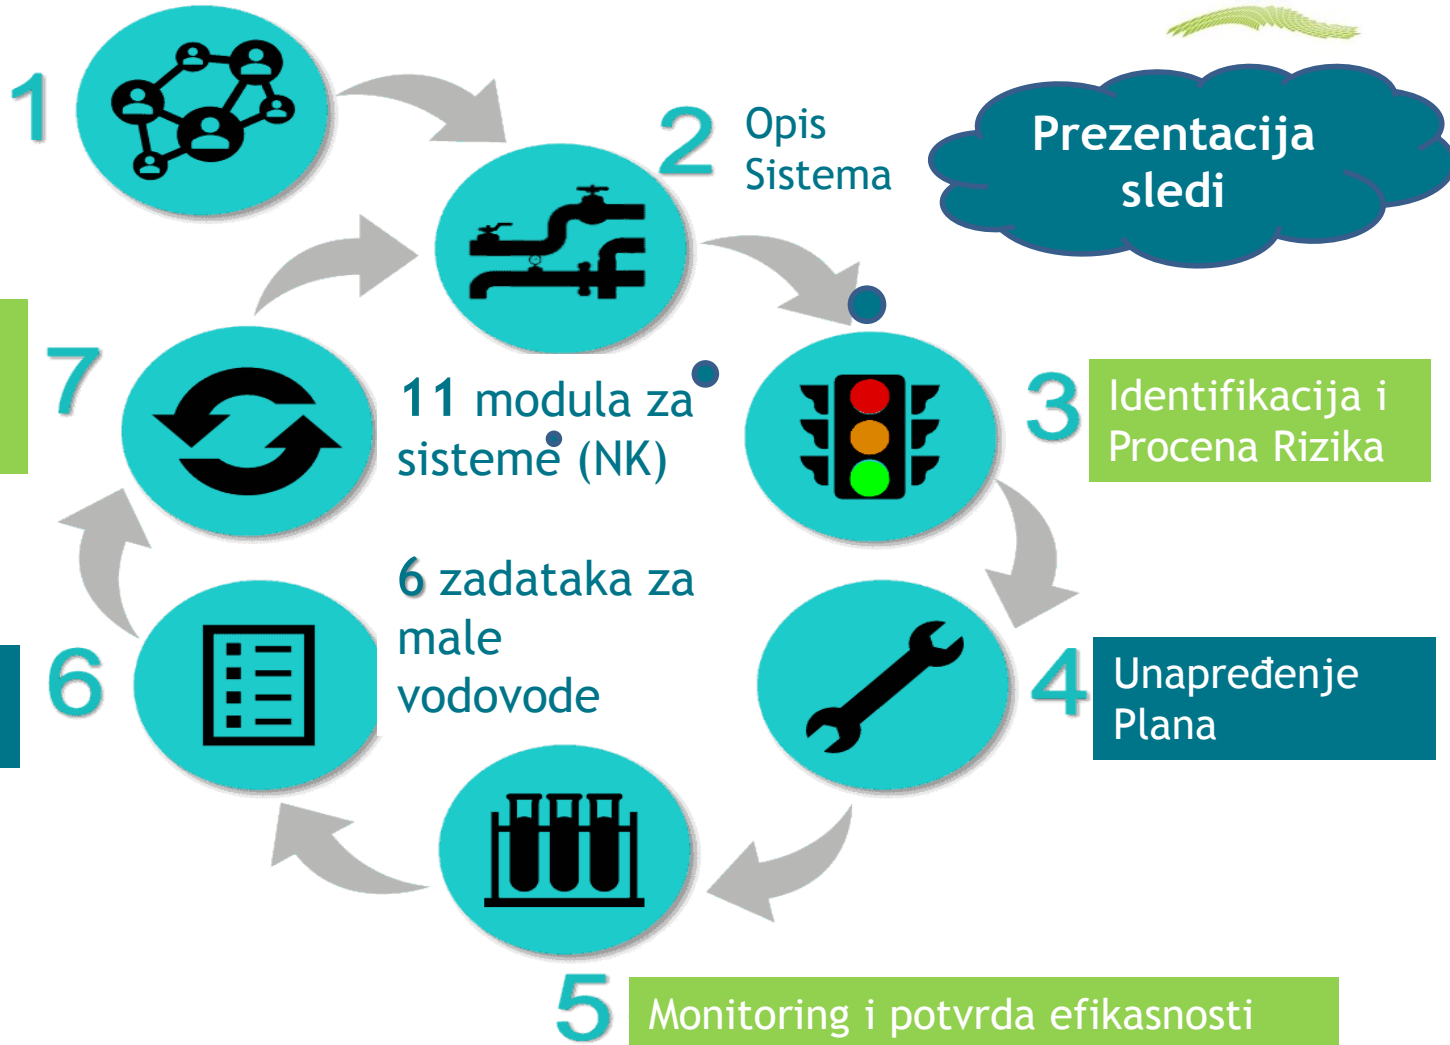 1
2
Opis
Sistema
Prezentacija
sledi
7
11 modula za
sisteme (NK)
3
Identifikacija i
Procena Rizika
6 zadataka za
male
vodovode
6
4
Unapređenje
Plana
5
Monitoring i potvrda efikasnosti